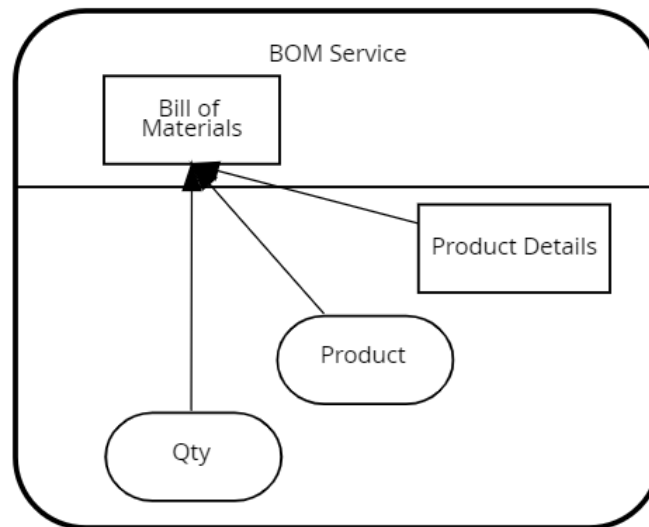 BOM Service
Bill of
Materials
Product Details
Product
Qty